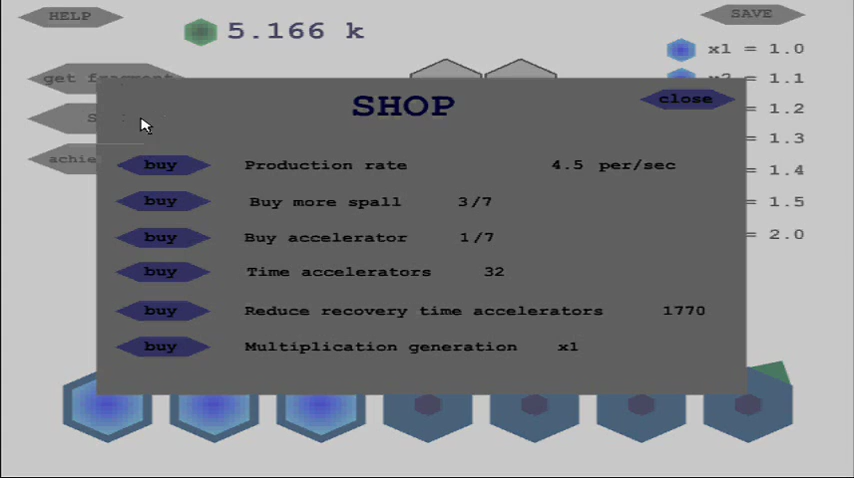 HELP
5.166 k
SAVE
x1 = 1.0
get fragment
= 1.1
SHOP
close
= 1.2
= 1.3
buy Production rate 4.5 per/sec
= 1.4
buy Buy more spall 3/7
= 1.5
buy Buy accelerator 1/7
= 2.0
buy Time accelerators 32
buy Reduce recovery time accelerators 1770
buy Multiplication generation x1